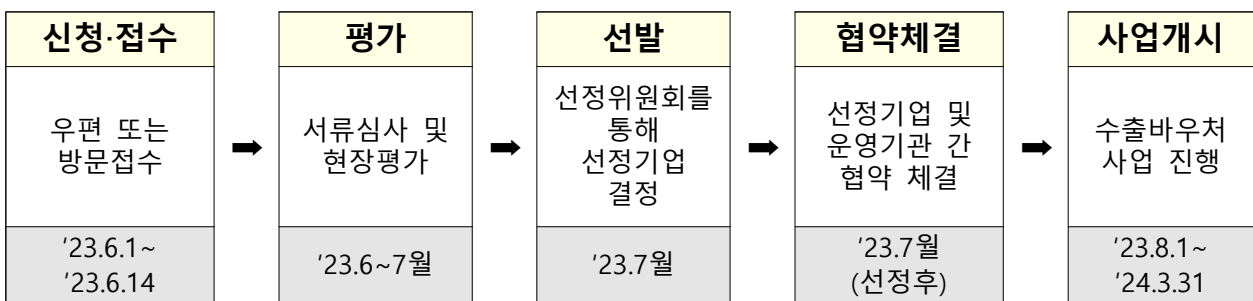 신청·접수
우편 또는
방문접수
'23.6.1~
'23.6.14
➡
평가
서류심사 및
현장평가
'23.6~7월
➡
선발
선정위원회를
통해
선정기업
결정
'23.7월
➡
협약체결
선정기업 및
운영기관 간
협약 체결
'23.7월
(선정후)
➡
사업개시
수출바우처
사업 진행
'23.8.1~
'24.3.31